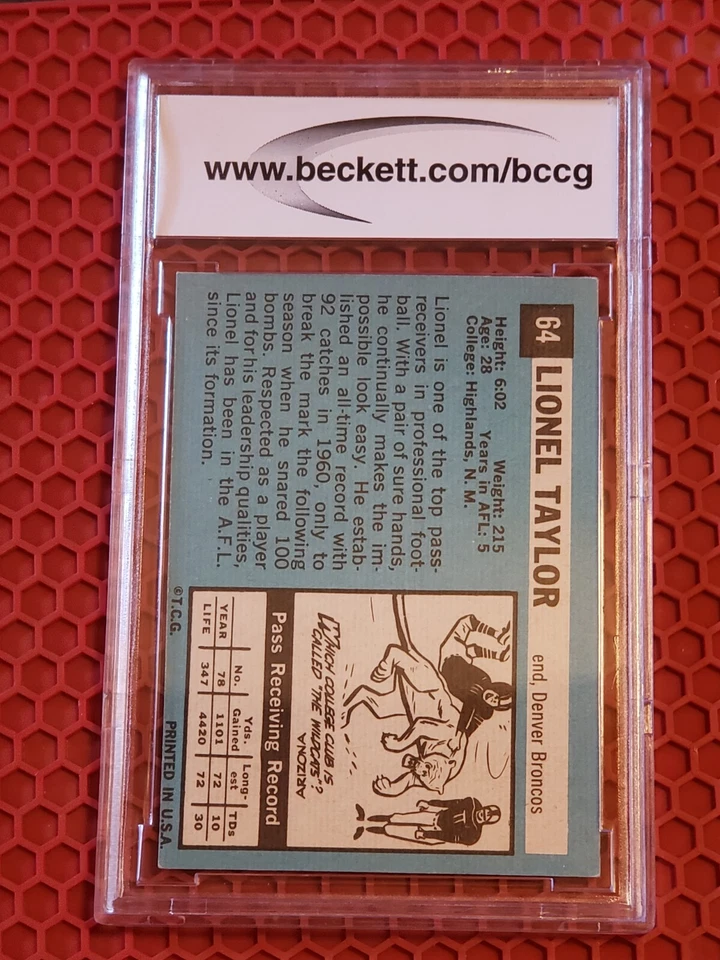 www.beckett.com/bccg
64 LIONEL TAYLOR end, Denver Broncos
Height: 6:02 Weight: 215
Age: 28 Years in AFL: 5
College: Highlands, N. M.
Lionel is one of the top pass-
receivers in professional foot-
ball. With a pair of sure hands,
he continually makes the im-
possible look easy. He estab-
lished an all-time record with
92 catches in 1960, only to
break the mark the following
season when he snared 100
bombs. Respected as a player
and for his leadership qualities,
Lionel has been in the A.F.L.
since its formation.
WHICH COLLEGE CLUB IS
CALLED "THE WILDCATS"?
ARIZONA
Pass Receiving Record
No. Yds. Gained Long-est TDs
YEAR 78 1101 72 10
LIFE 347 4420 72 30
©T.C.G. PRINTED IN U.S.A.